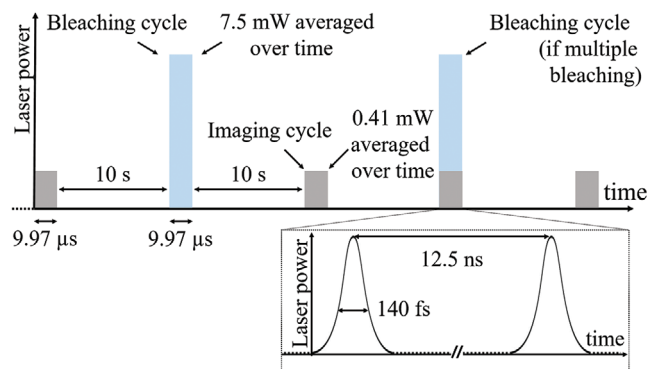 Bleaching cycle
7.5 mW averaged
over time
Bleaching cycle
(if multiple
bleaching)
Laser power
Imaging cycle
0.41 mW
averaged
over time
10 s
10 s
time
9.97 µs
9.97 µs
Laser power
12.5 ns
140 fs
time